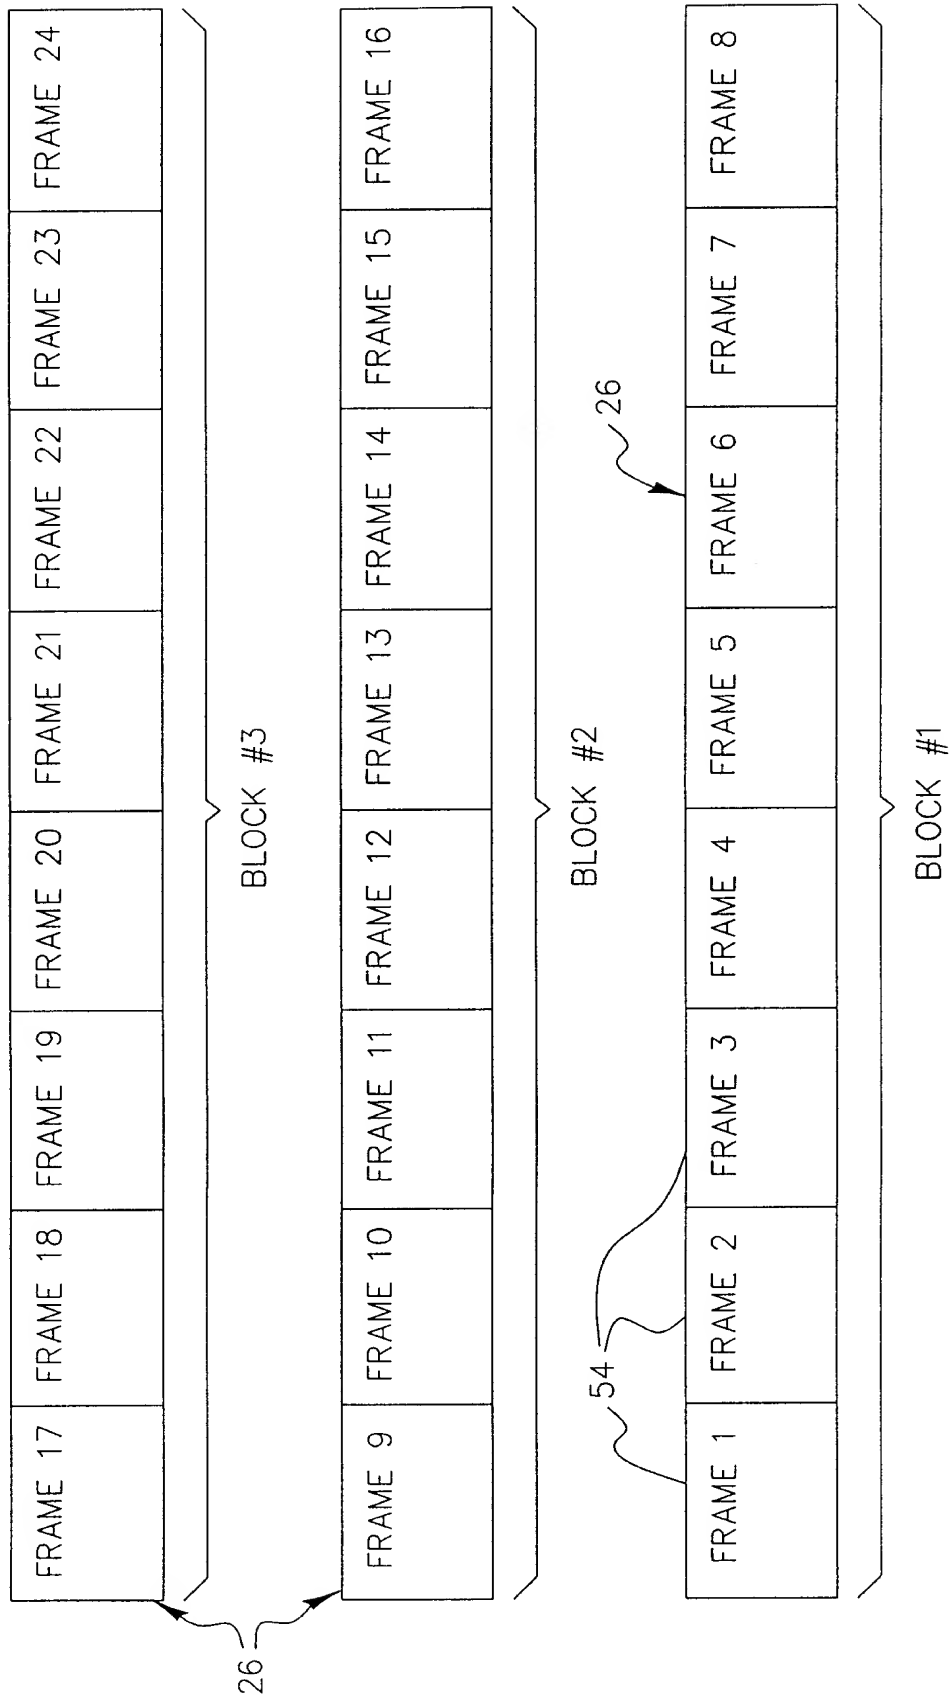 FRAME 17 FRAME 18 FRAME 19 FRAME 20 FRAME 21 FRAME 22 FRAME 23 FRAME 24
26
BLOCK #3
FRAME 9 FRAME 10 FRAME 11 FRAME 12 FRAME 13 FRAME 14 FRAME 15 FRAME 16
BLOCK #2
54
26
FRAME 1 FRAME 2 FRAME 3 FRAME 4 FRAME 5 FRAME 6 FRAME 7 FRAME 8
BLOCK #1